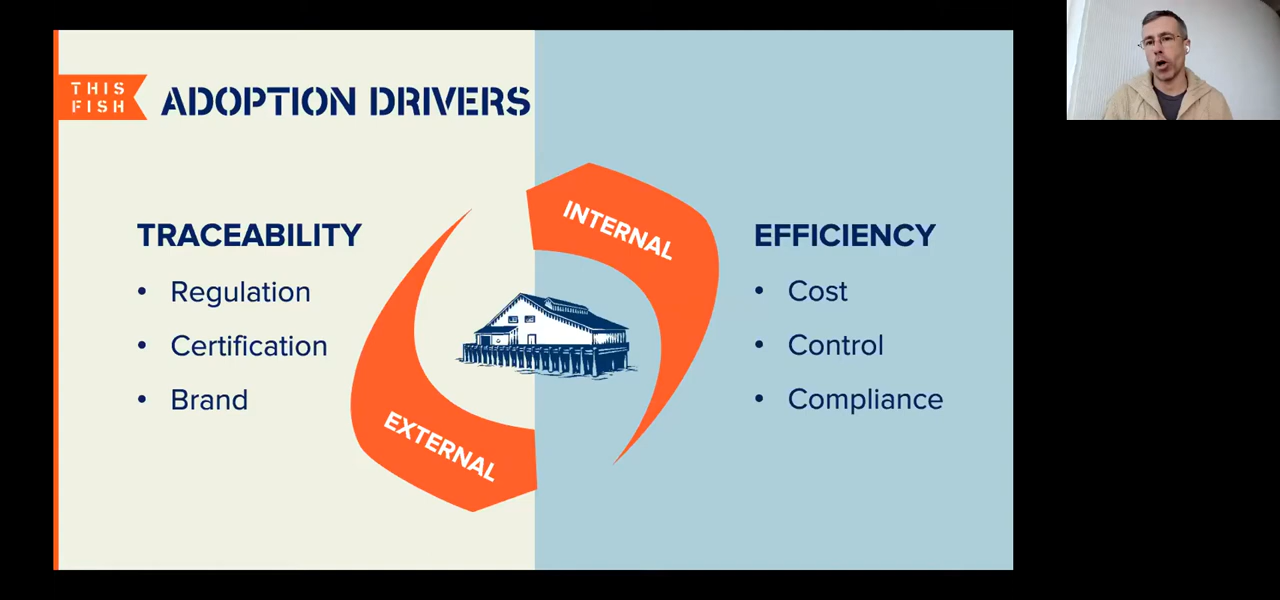 THIS
FISH
ADOPTION DRIVERS
TRACEABILITY
• Regulation
• Certification
• Brand
EXTERNAL
INTERNAL
EFFICIENCY
• Cost
• Control
• Compliance